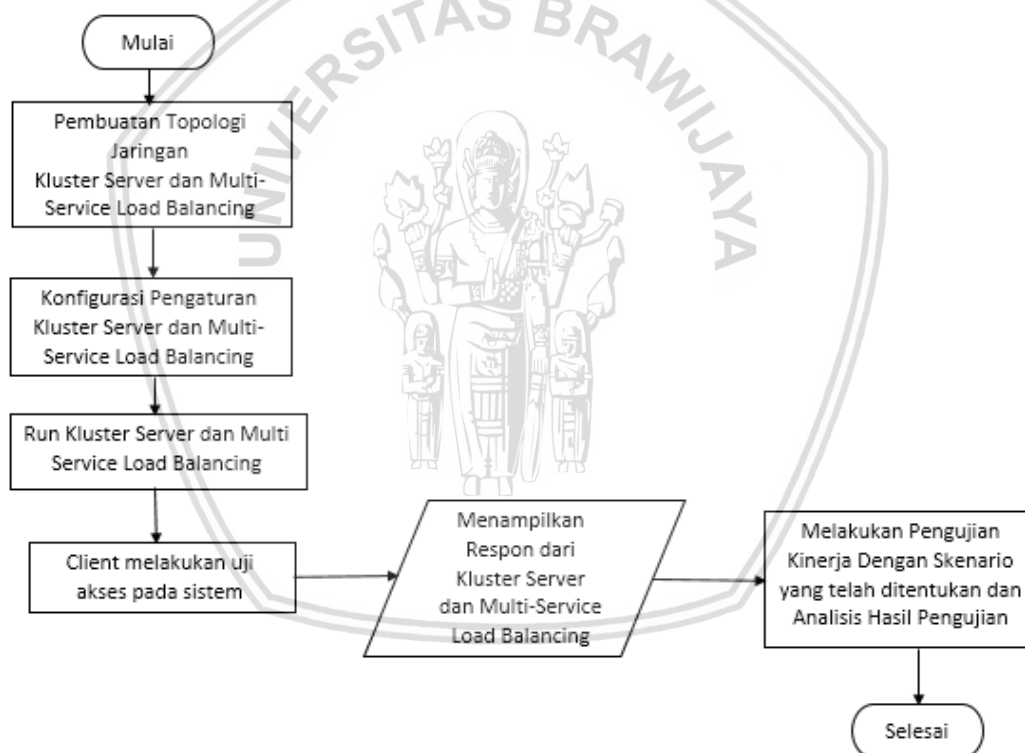 UNIVERSITAS BRAWIJAYA
Mulai
Pembuatan Topologi
Jaringan
Kluster Server dan Multi-
Service Load Balancing
Konfigurasi Pengaturan
Kluster Server dan Multi-
Service Load Balancing
Run Kluster Server dan Multi
Service Load Balancing
Client melakukan uji
akses pada sistem
Menampilkan
Respon dari
Kluster Server
dan Multi-Service
Load Balancing
Melakukan Pengujian
Kinerja Dengan Skenario
yang telah ditentukan dan
Analisis Hasil Pengujian
Selesai